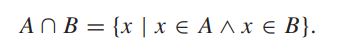 A ∩ B = {x | x ∈ A ∧ x ∈ B}.